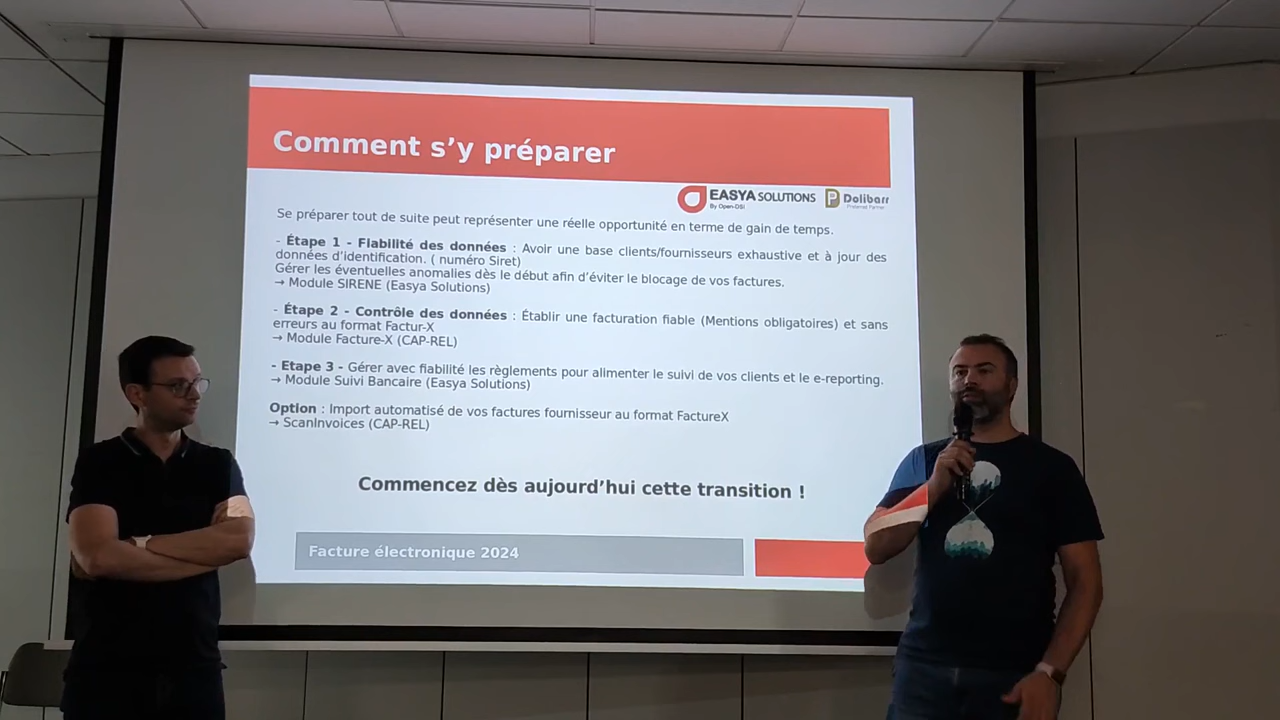 Comment s’y préparer
EASYA SOLUTIONS
By Open-DSI
Dolibarr
Preferred Partner
Se préparer tout de suite peut représenter une réelle opportunité en terme de gain de temps.
- Étape 1 - Fiabilité des données : Avoir une base clients/fournisseurs exhaustive et à jour des
données d’identification. ( numéro Siret)
Gérer les éventuelles anomalies dès le début afin d’éviter le blocage de vos factures.
→ Module SIRENE (Easya Solutions)
- Étape 2 - Contrôle des données : Établir une facturation fiable (Mentions obligatoires) et sans
erreurs au format Factur-X
→ Module Facture-X (CAP-REL)
- Etape 3 - Gérer avec fiabilité les règlements pour alimenter le suivi de vos clients et le e-reporting.
→ Module Suivi Bancaire (Easya Solutions)
Option : Import automatisé de vos factures fournisseur au format FactureX
→ ScanInvoices (CAP-REL)
Commencez dès aujourd’hui cette transition !
Facture électronique 2024